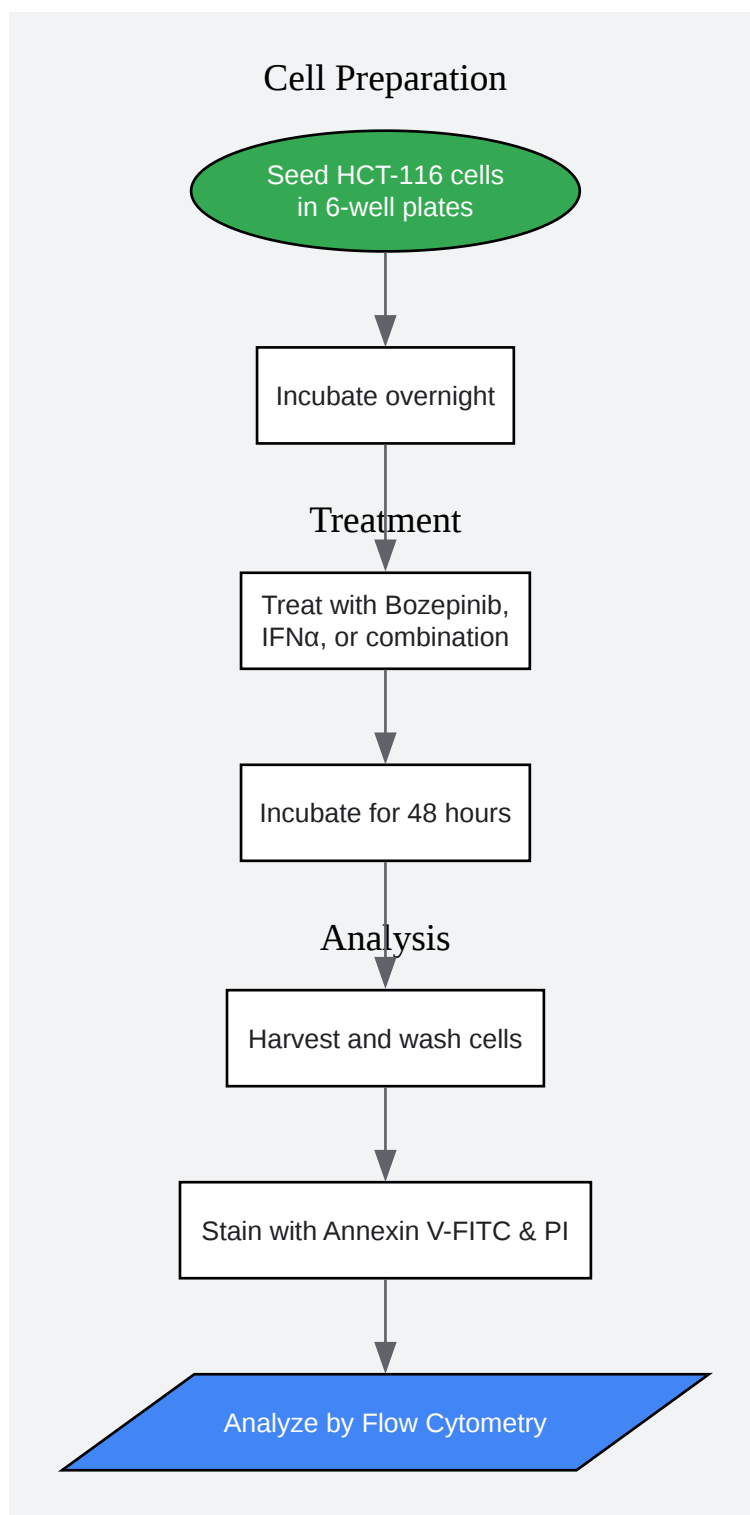 Cell Preparation
Seed HCT-116 cells
in 6-well plates
Incubate overnight
Treatment
Treat with Bozepinib,
IFNα, or combination
Incubate for 48 hours
Analysis
Harvest and wash cells
Stain with Annexin V-FITC & PI
Analyze by Flow Cytometry